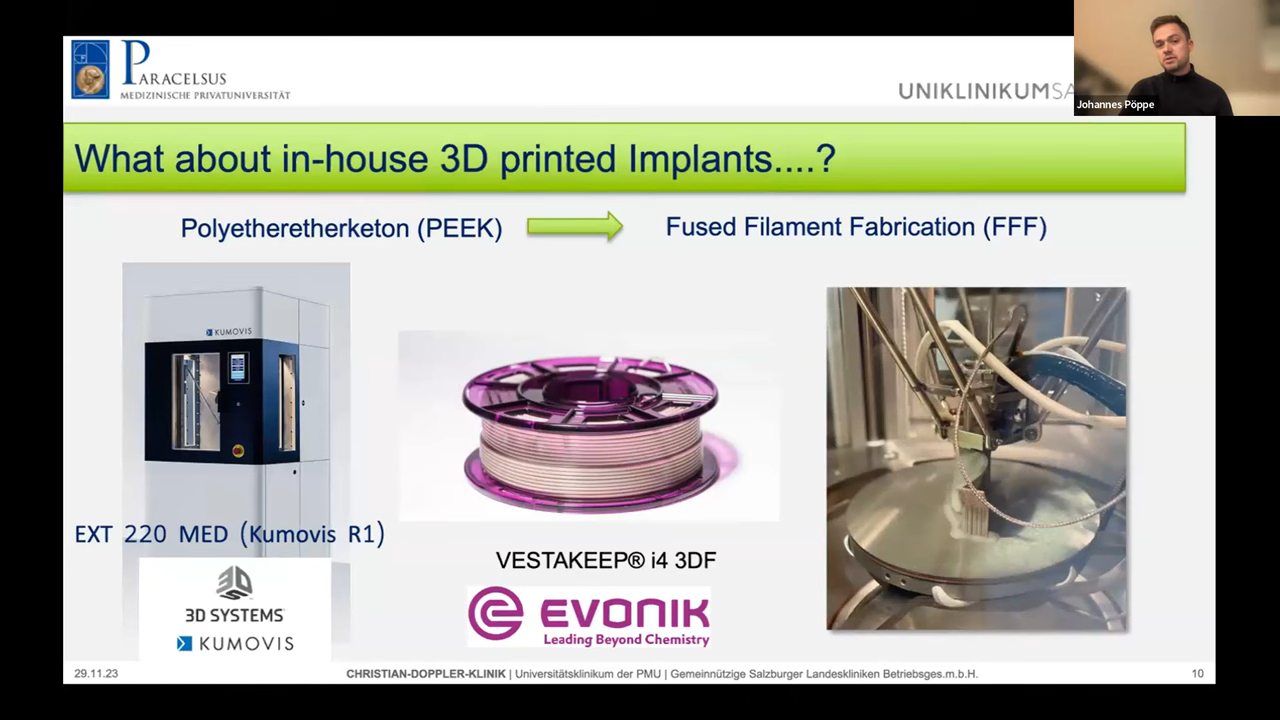 PARACELSUS
MEDIZINISCHE PRIVATUNIVERSITÄT
UNIKLINIKUMSA
Johannes Pöppe
What about in-house 3D printed Implants....?
Polyetheretherketon (PEEK)
Fused Filament Fabrication (FFF)
KUMOVIS
EXT 220 MED (Kumovis R1)
3D SYSTEMS
KUMOVIS
VESTAKEEP® i4 3DF
EVONIK
Leading Beyond Chemistry
29.11.23
CHRISTIAN-DOPPLER-KLINIK | Universitätsklinikum der PMU | Gemeinnützige Salzburger Landeskliniken Betriebsges.m.b.H.
10